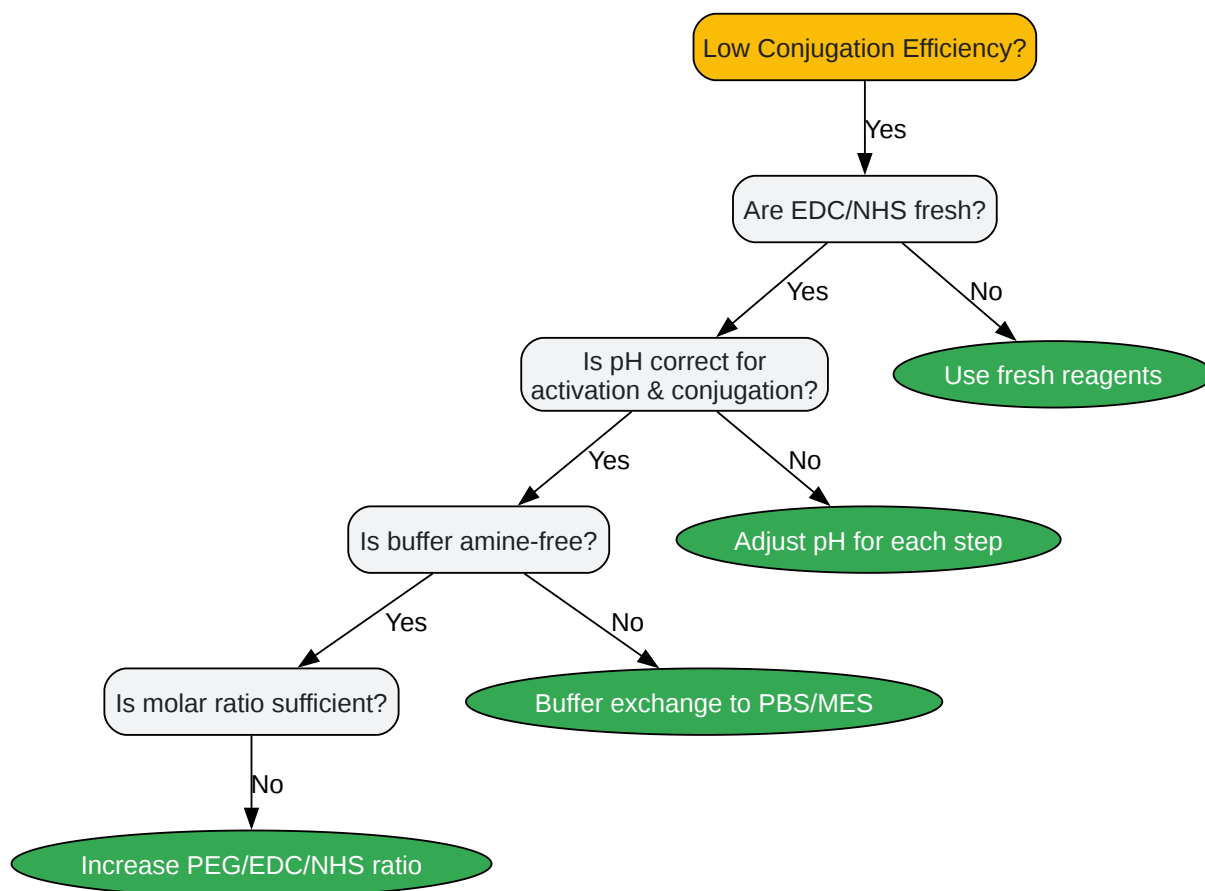 Low Conjugation Efficiency?
Yes
Are EDC/NHS fresh?
Yes
No
Is pH correct for
activation & conjugation?
Use fresh reagents
Yes
No
Is buffer amine-free?
Adjust pH for each step
Yes
No
Is molar ratio sufficient?
Buffer exchange to PBS/MES
No
Increase PEG/EDC/NHS ratio